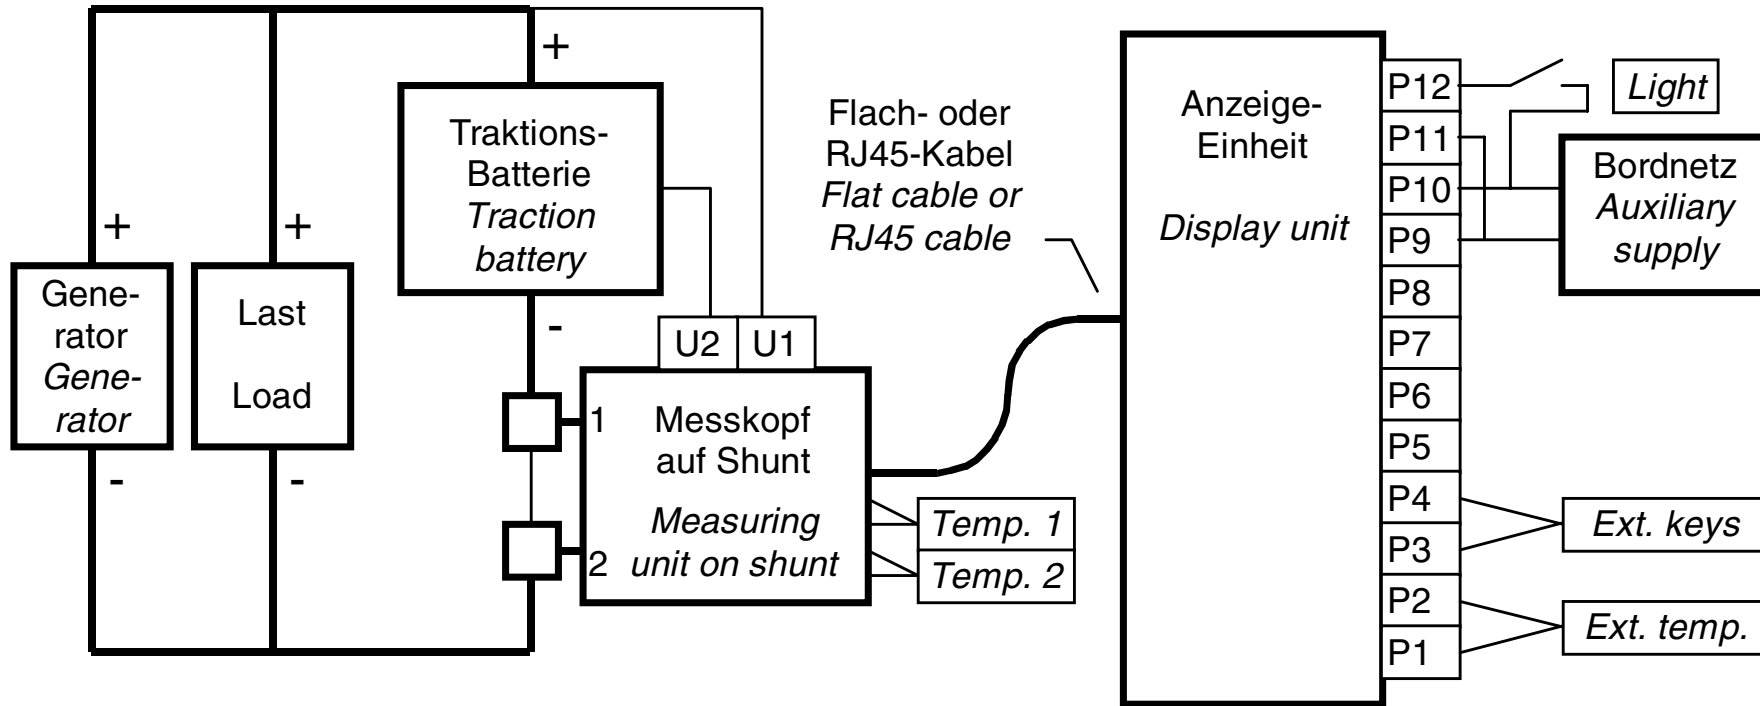 +
Traktions-
Batterie
Traction
battery
-
+
Gene-
rator
Gene-
rator
-
+
Last
Load
-
U2
U1
1
2
Messkopf
auf Shunt
Measuring
unit on shunt
Temp. 1
Temp. 2
Flach- oder
RJ45-Kabel
Flat cable or
RJ45 cable
Anzeige-
Einheit
Display unit
P12
P11
P10
P9
P8
P7
P6
P5
P4
P3
P2
P1
Light
Bordnetz
Auxiliary
supply
Ext. keys
Ext. temp.